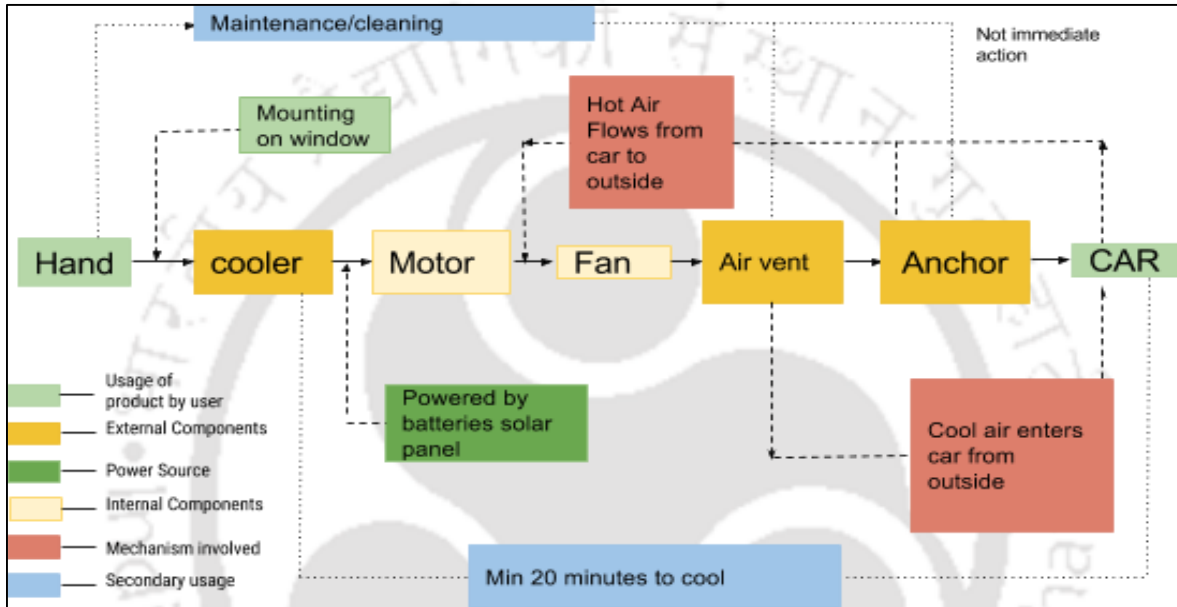 Maintenance/cleaning
Not immediate
action
Mounting
on window
Hot Air
Flows from
car to
outside
Hand
cooler
Motor
Fan
Air vent
Anchor
CAR
Usage of
product by user
External Components
Power Source
Internal Components
Mechanism involved
Secondary usage
Powered by
batteries solar
panel
Cool air enters
car from
outside
Min 20 minutes to cool